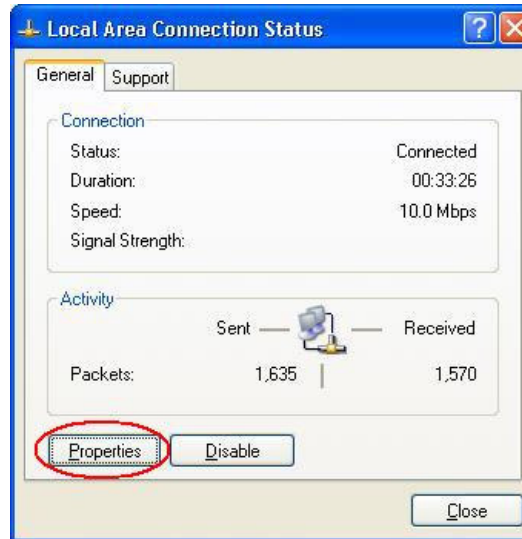 Local Area Connection Status
General Support
Connection
Status: Connected
Duration: 00:33:26
Speed: 10.0 Mbps
Signal Strength:
Activity
Sent Received
Packets: 1,635 1,570
Properties Disable
Close